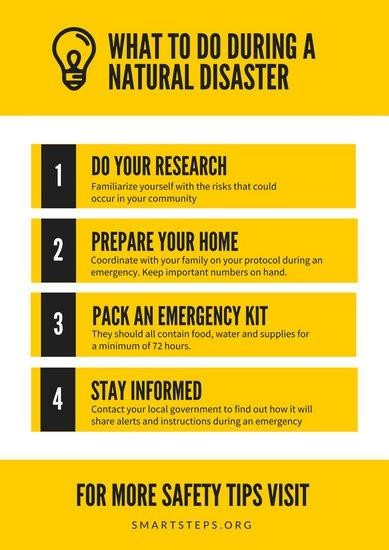 WHAT TO DO DURING A
NATURAL DISASTER
1
DO YOUR RESEARCH
Familiarize yourself with the risks that could
occur in your community
2
PREPARE YOUR HOME
Coordinate with your family on your protocol during an
emergency. Keep important numbers on hand.
3
PACK AN EMERGENCY KIT
They should all contain food, water and supplies for
a minimum of 72 hours.
4
STAY INFORMED
Contact your local government to find out how it will
share alerts and instructions during an emergency
FOR MORE SAFETY TIPS VISIT
SMARTSTEPS.ORG